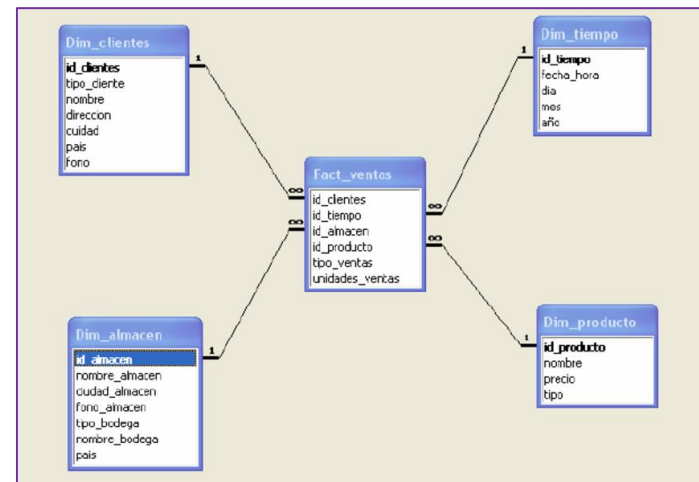 Dim_clientes
id_clientes
tipo_cliente
nombre
direccion
cuidad
pais
fono
Dim_tiempo
id_tiempo
fecha_hora
dia
mes
año
Fact_ventas
id_clientes
id_tiempo
id_almacen
id_producto
tipo_ventas
unidades_ventas
Dim_almacen
id_almacen
nombre_almacen
ciudad_almacen
fono_almacen
tipo_bodega
nombre_bodega
pais
Dim_producto
id_producto
nombre
precio
tipo
1
∞
1
∞
∞
1
∞
1